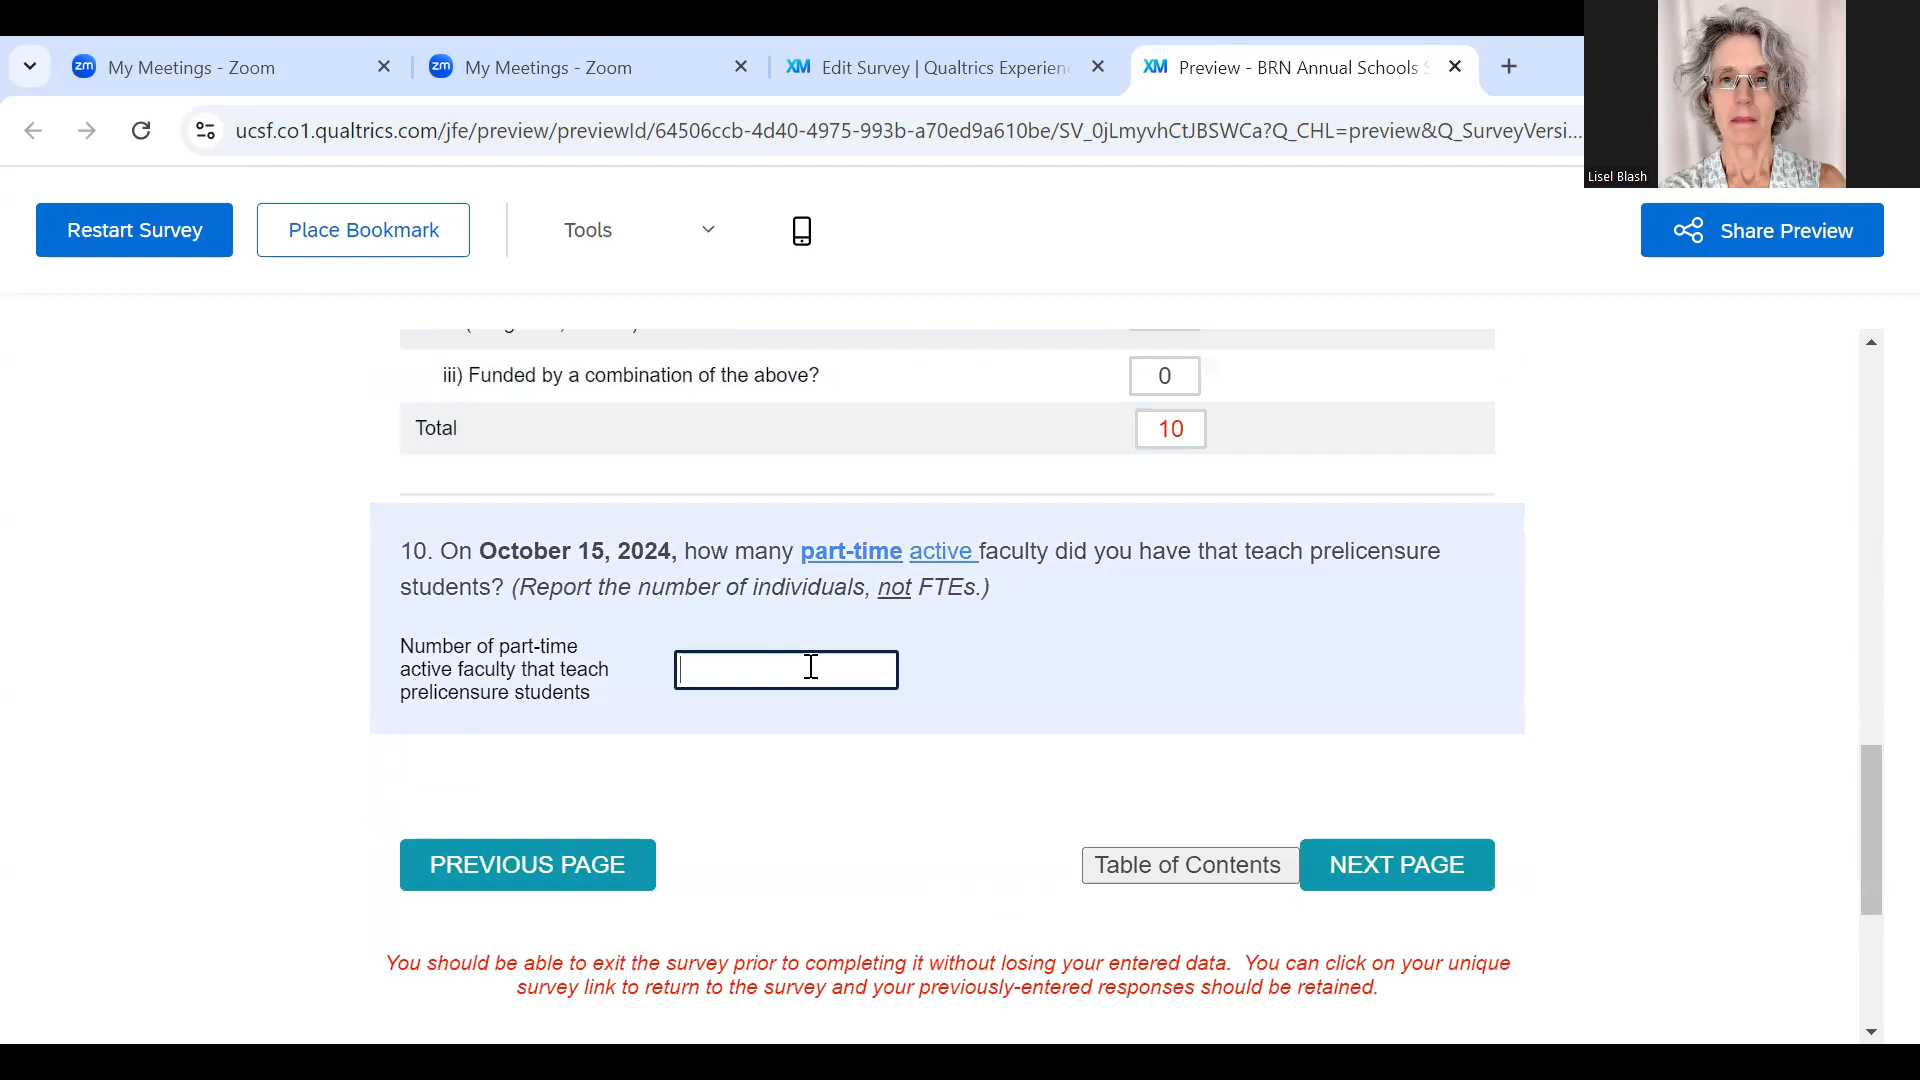 zm My Meetings - Zoom
zm My Meetings - Zoom
XM Edit Survey | Qualtrics Experien
XM Preview - BRN Annual Schools
ucsf.co1.qualtrics.com/jfe/preview/previewId/64506ccb-4d40-4975-993b-a70ed9a610be/SV_0jLmyvhCtJBSWCa?Q_CHL=preview&Q_SurveyVersi...
Lisel Blash
Restart Survey
Place Bookmark
Tools
Share Preview
iii) Funded by a combination of the above?
0
Total
10
10. On October 15, 2024, how many part-time active faculty did you have that teach prelicensure
students? (Report the number of individuals, not FTEs.)
Number of part-time
active faculty that teach
prelicensure students
PREVIOUS PAGE
Table of Contents
NEXT PAGE
You should be able to exit the survey prior to completing it without losing your entered data. You can click on your unique
survey link to return to the survey and your previously-entered responses should be retained.